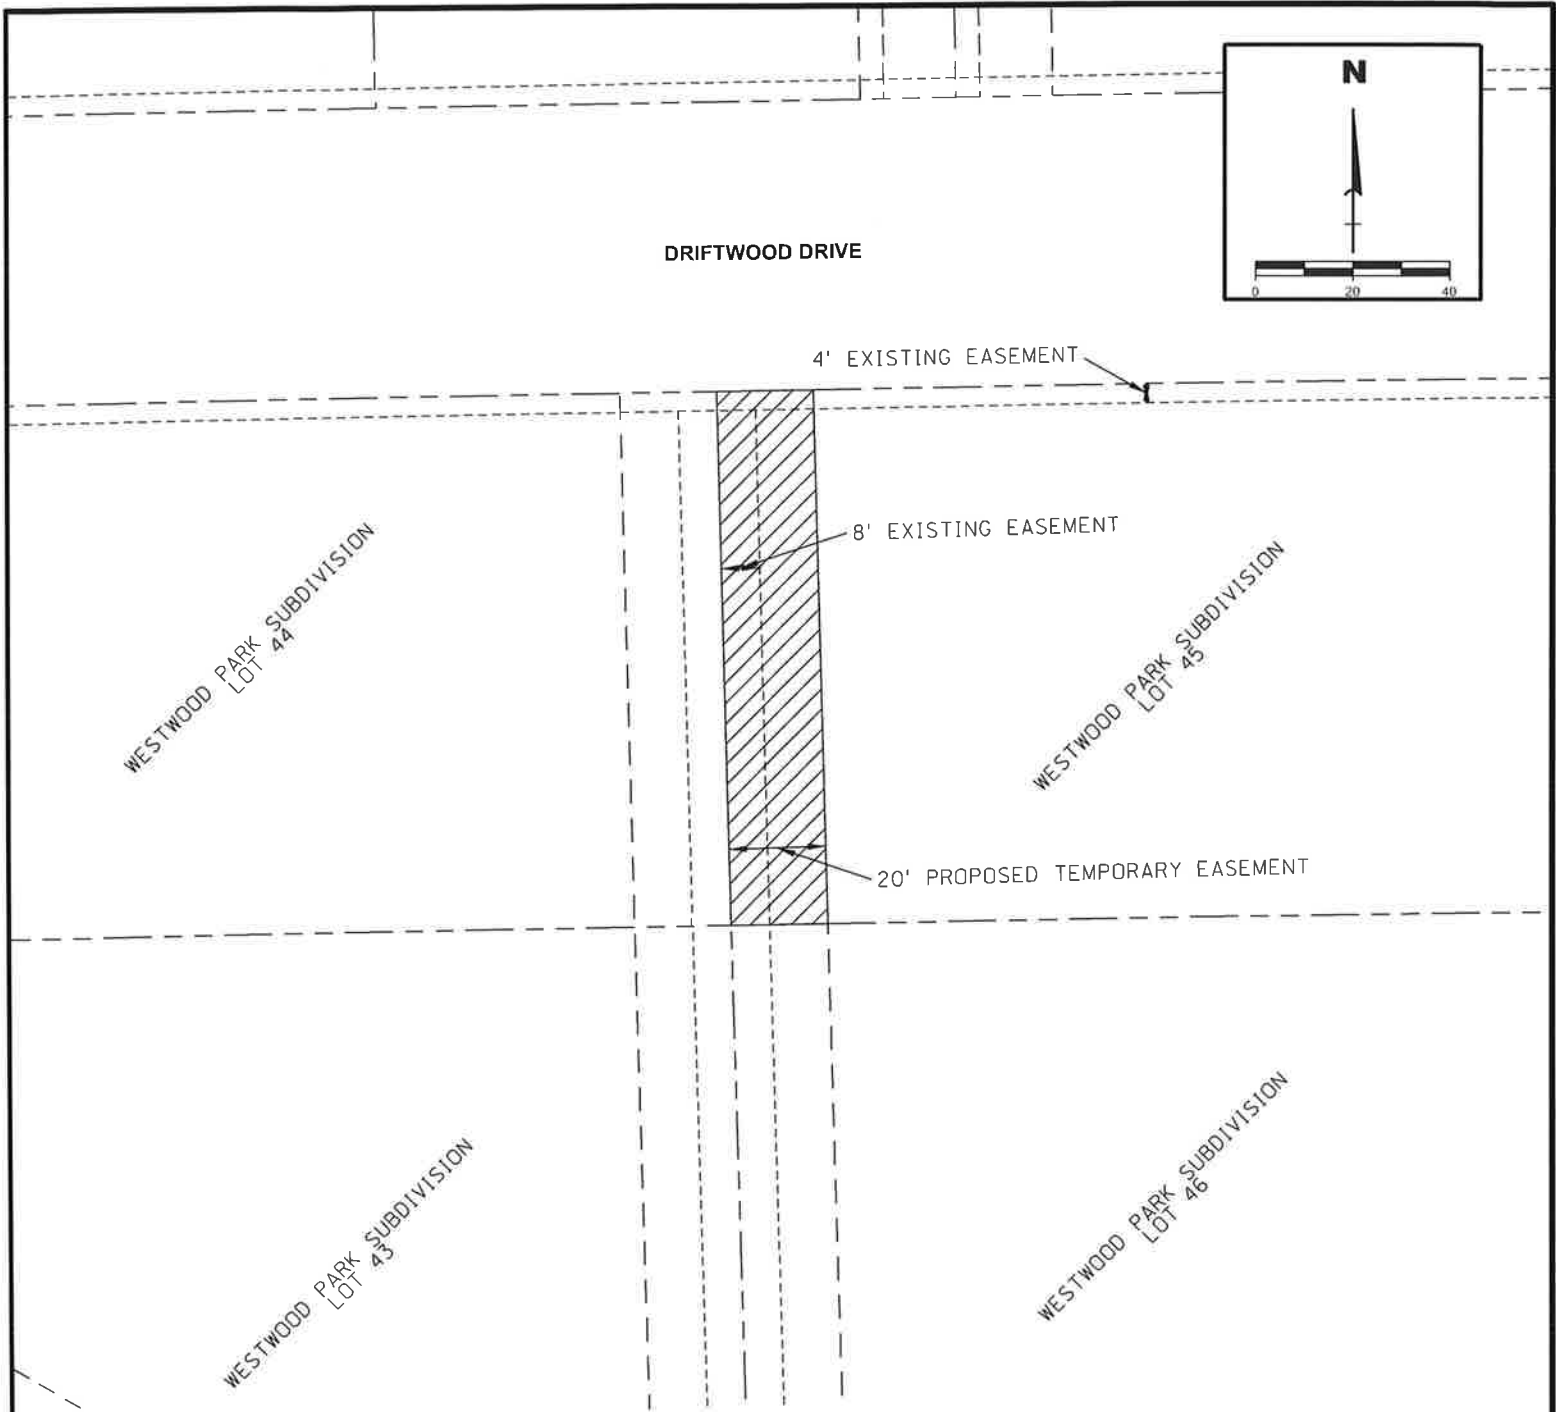 N
0 20 40
DRIFTWOOD DRIVE
4' EXISTING EASEMENT
8' EXISTING EASEMENT
WESTWOOD PARK SUBDIVISION
LOT 44
WESTWOOD PARK SUBDIVISION
LOT 45
20' PROPOSED TEMPORARY EASEMENT
WESTWOOD PARK SUBDIVISION
LOT 43
WESTWOOD PARK SUBDIVISION
LOT 46